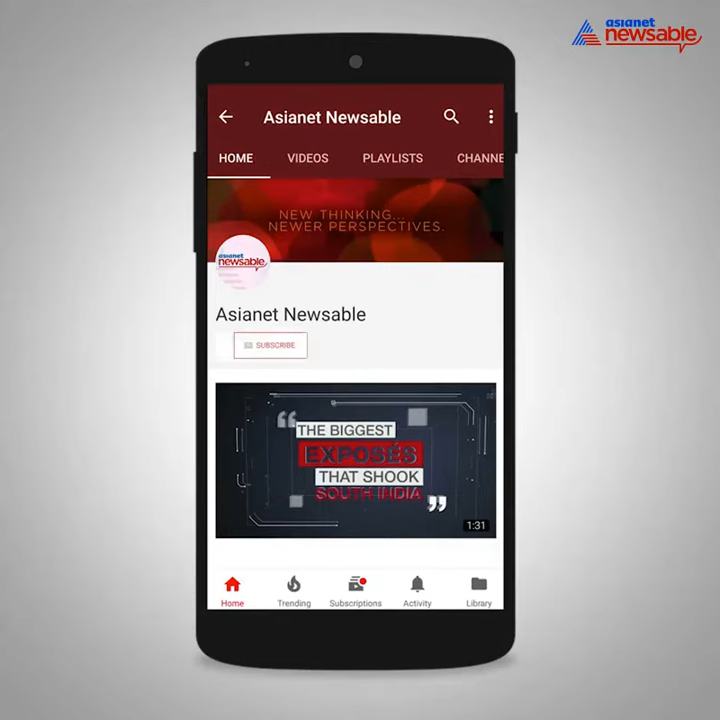 asianet
newsable
Asianet Newsable
HOME VIDEOS PLAYLISTS CHANNE
NEW THINKING...
NEWER PERSPECTIVES.
asianet
newsable
Asianet Newsable
SUBSCRIBE
“THE BIGGEST
EXPOSÉS
THAT SHOOK
SOUTH INDIA”
1:31
Home Trending Subscriptions Activity Library